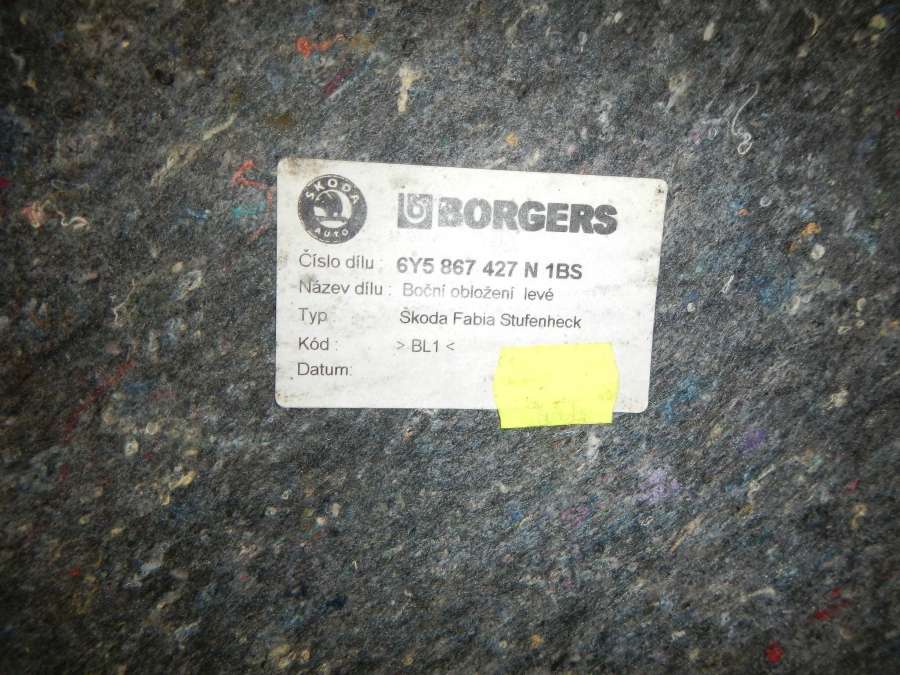 ŠKODA
AUTO
BORGERS
Číslo dílu : 6Y5 867 427 N 1BS
Název dílu : Boční obložení levé
Typ Škoda Fabia Stufenheck
Kód : > BL1 <
Datum: